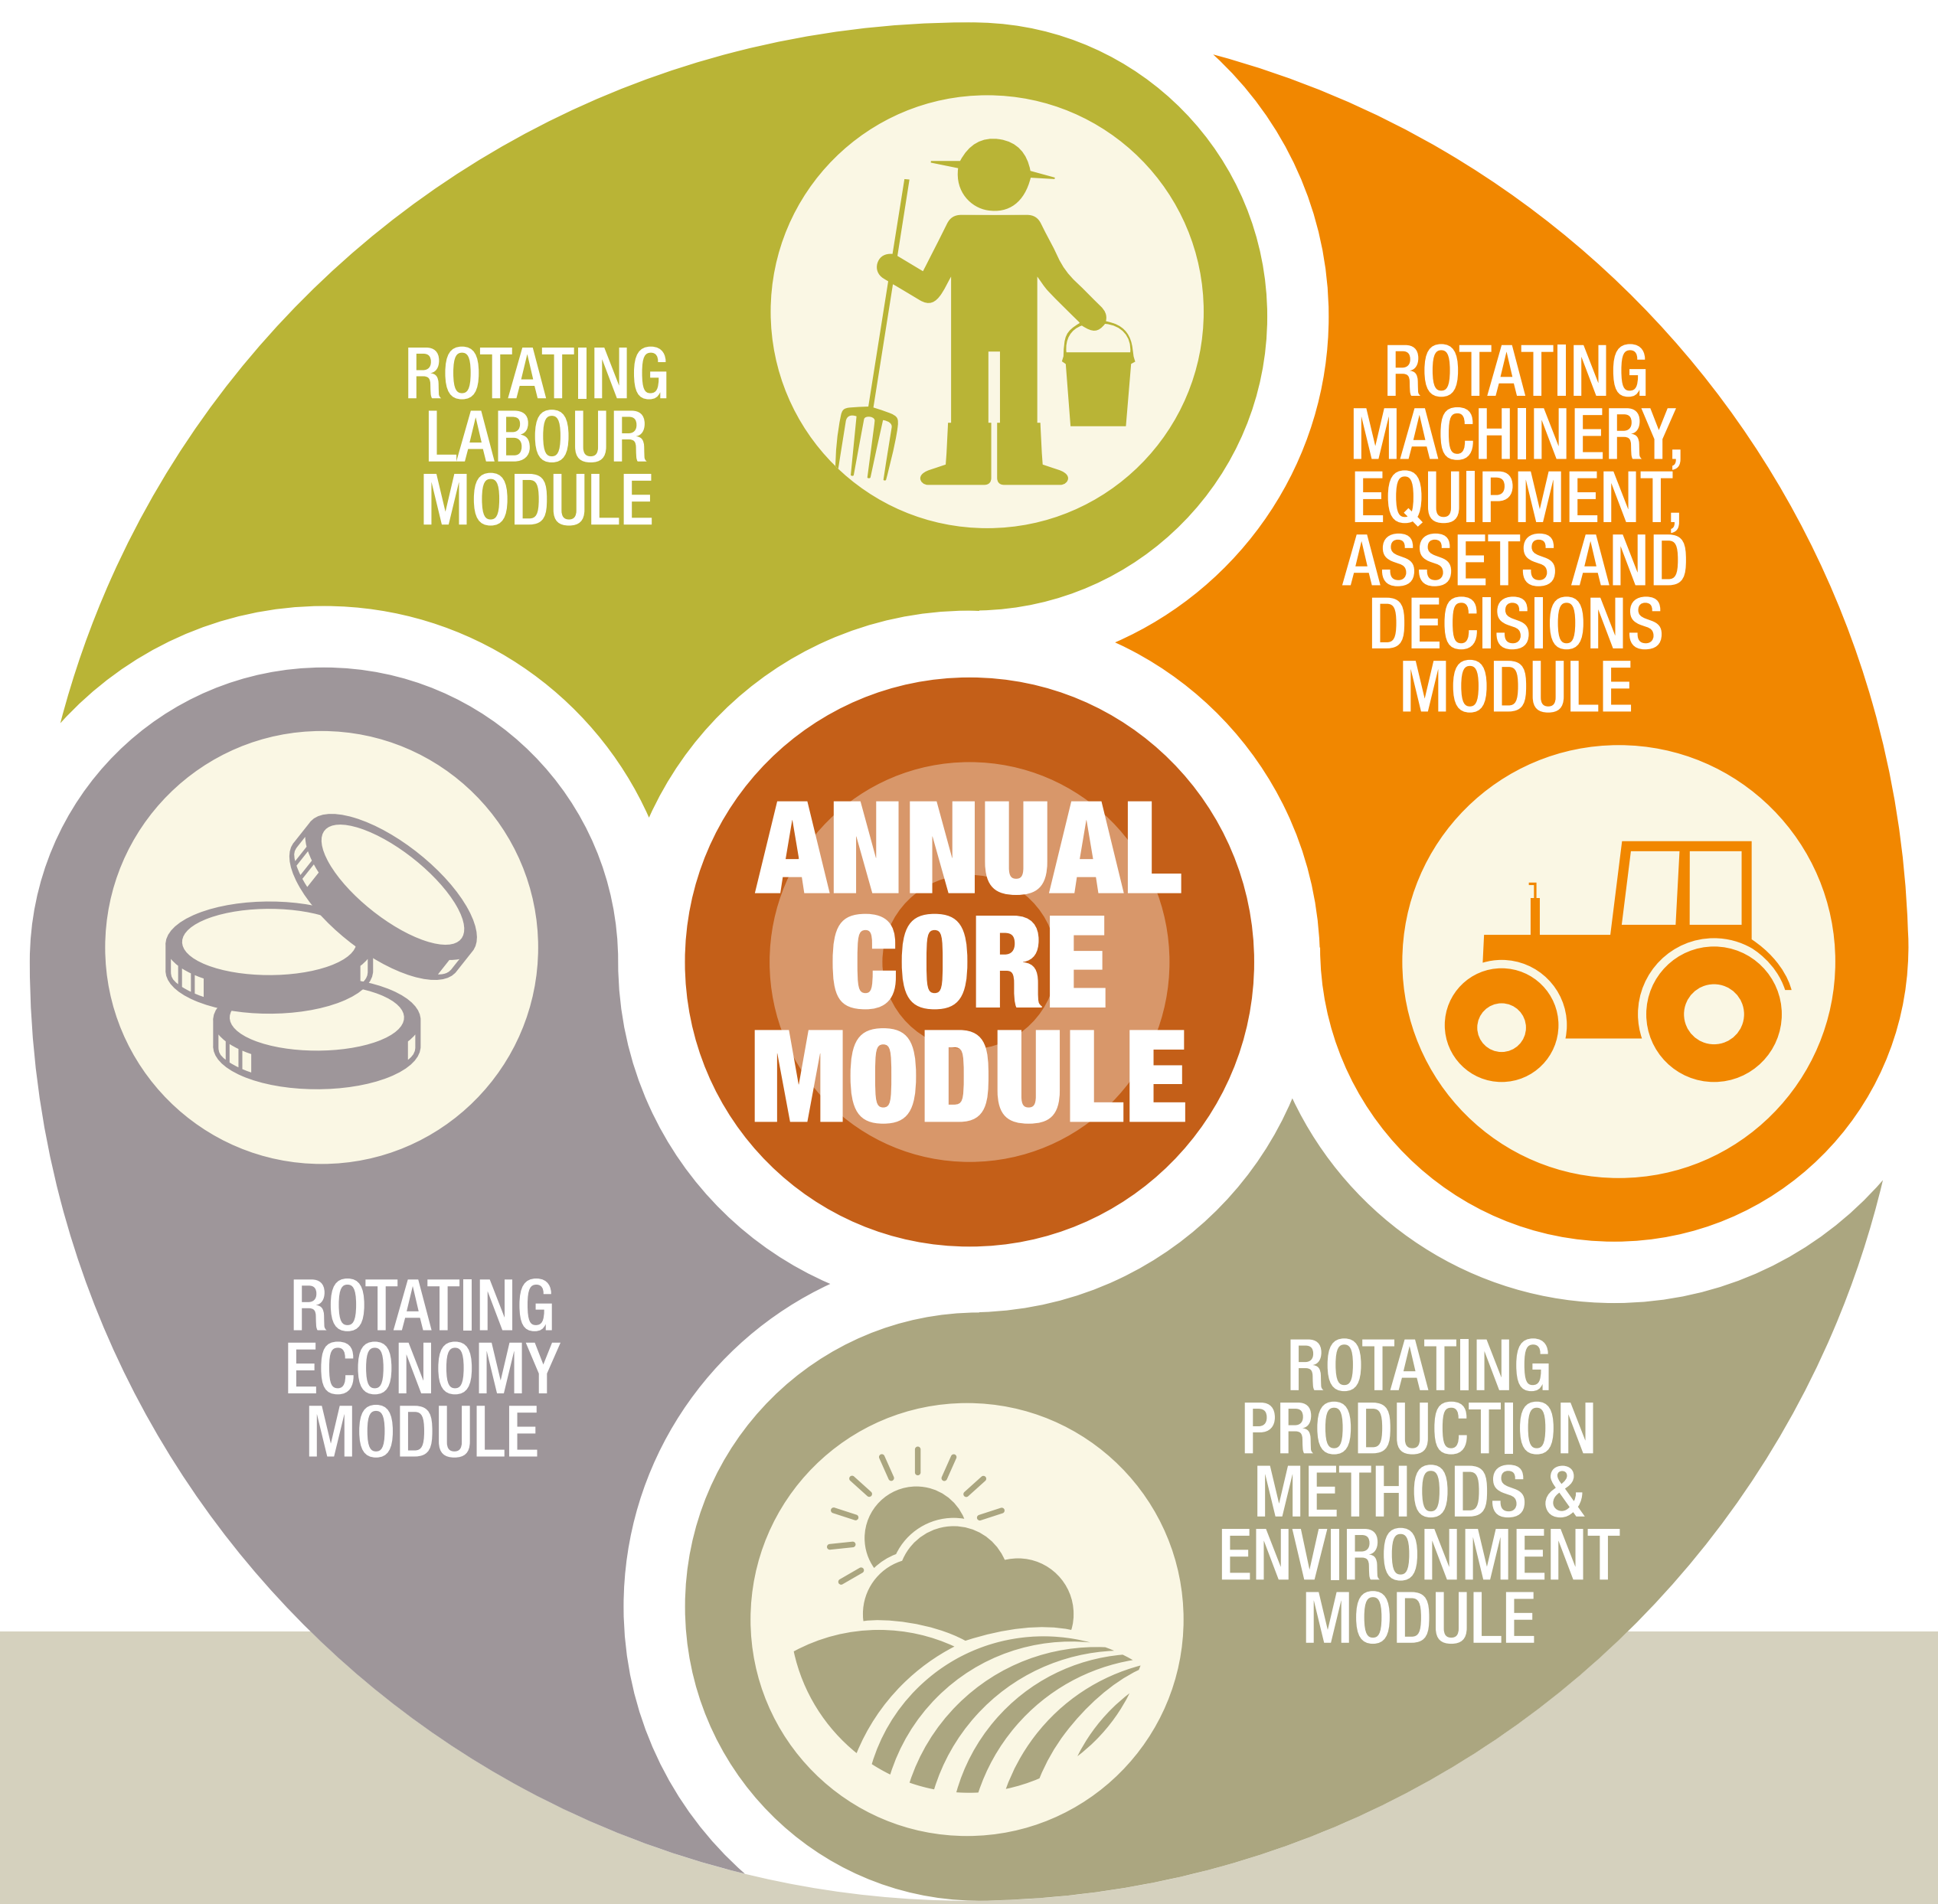 ROTATING
LABOUR
MODULE
ROTATING
MACHINERY,
EQUIPMENT,
ASSETS AND
DECISIONS
MODULE
ANNUAL
CORE
MODULE
ROTATING
ECONOMY
MODULE
ROTATING
PRODUCTION
METHODS &
ENVIRONMENT
MODULE